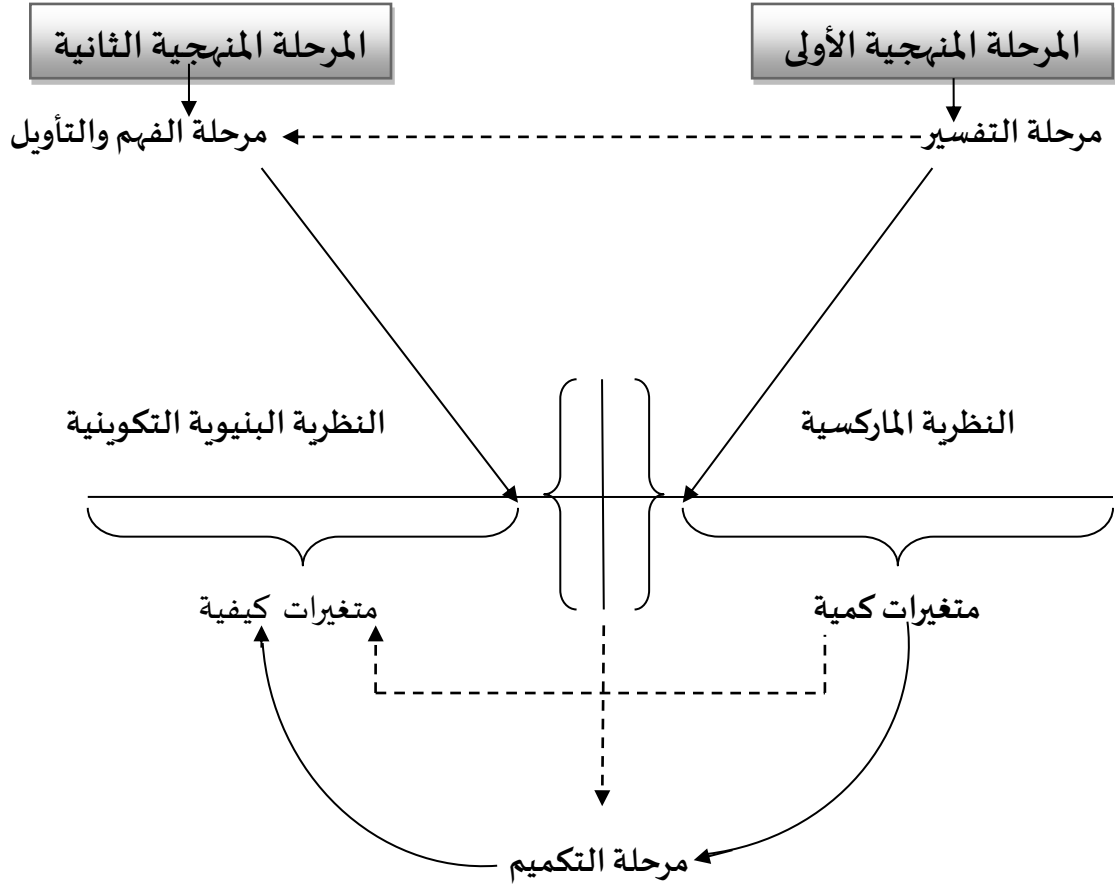 المرحلة المنهجية الأولى
المرحلة المنهجية الثانية
مرحلة التفسير
مرحلة الفهم والتأويل
النظرية الماركسية
النظرية البنيوية التكوينية
متغيرات كمية
متغيرات كيفية
مرحلة التكميم